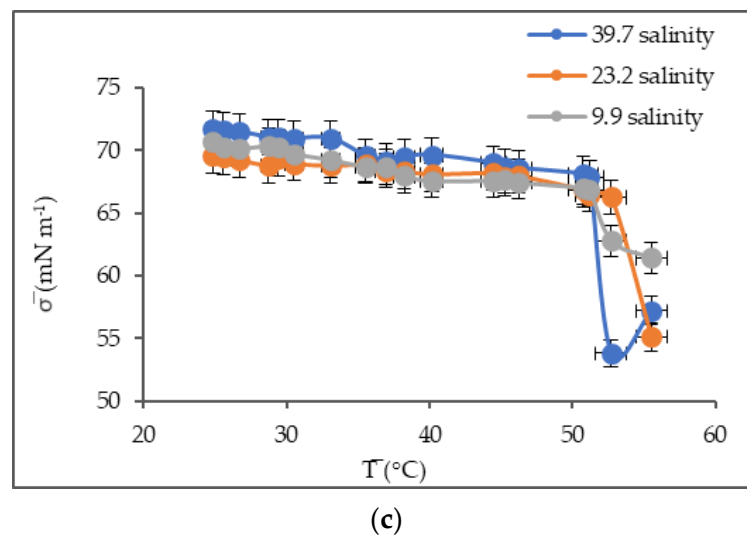 39.7 salinity
23.2 salinity
9.9 salinity
75
70
65
60
55
50
σ̄ (mN m⁻¹)
20 30 40 50 60
T̄ (°C)
(c)